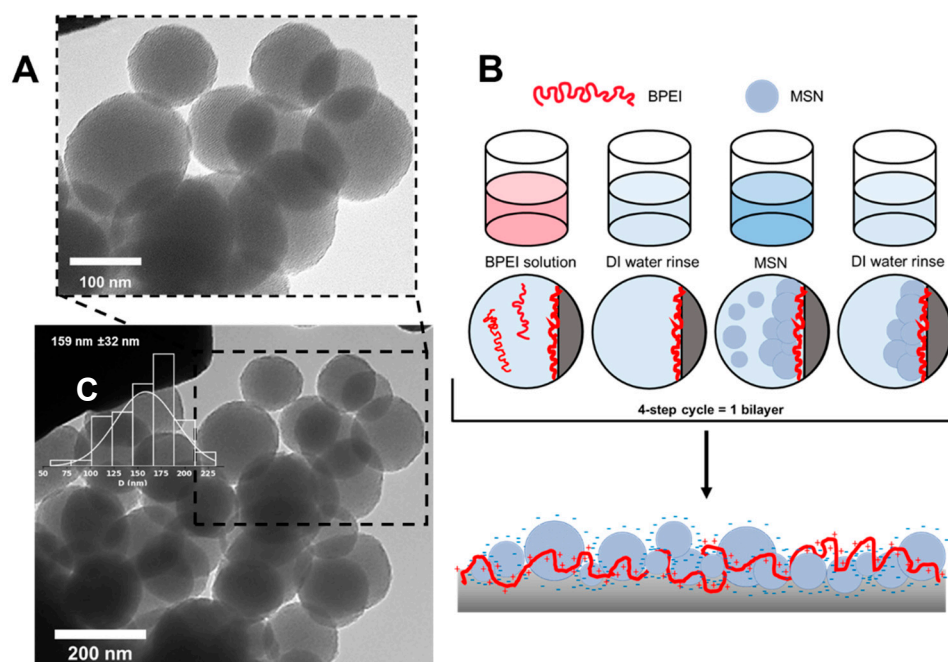 A
100 nm
159 nm ±32 nm
C
50 75 100 125 150 175 200 225
D (nm)
200 nm
B
BPEI
MSN
BPEI solution
DI water rinse
MSN
DI water rinse
4-step cycle = 1 bilayer